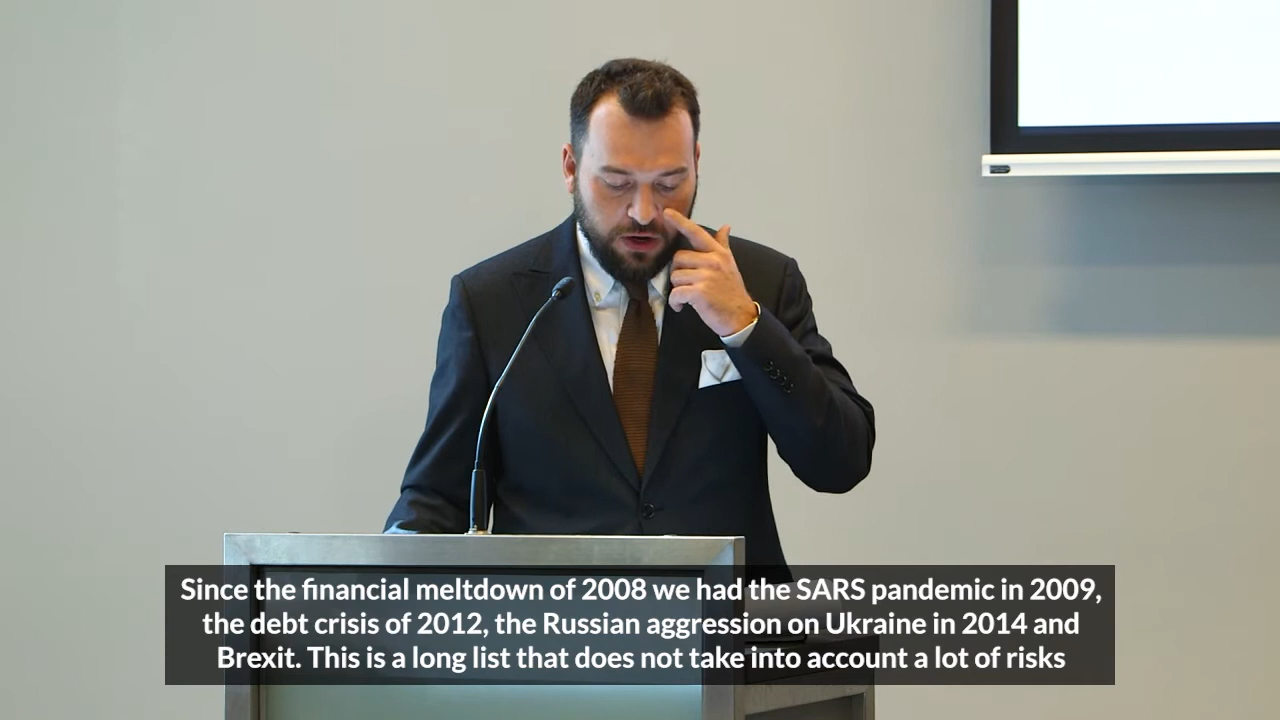 Since the financial meltdown of 2008 we had the SARS pandemic in 2009,
the debt crisis of 2012, the Russian aggression on Ukraine in 2014 and
Brexit. This is a long list that does not take into account a lot of risks